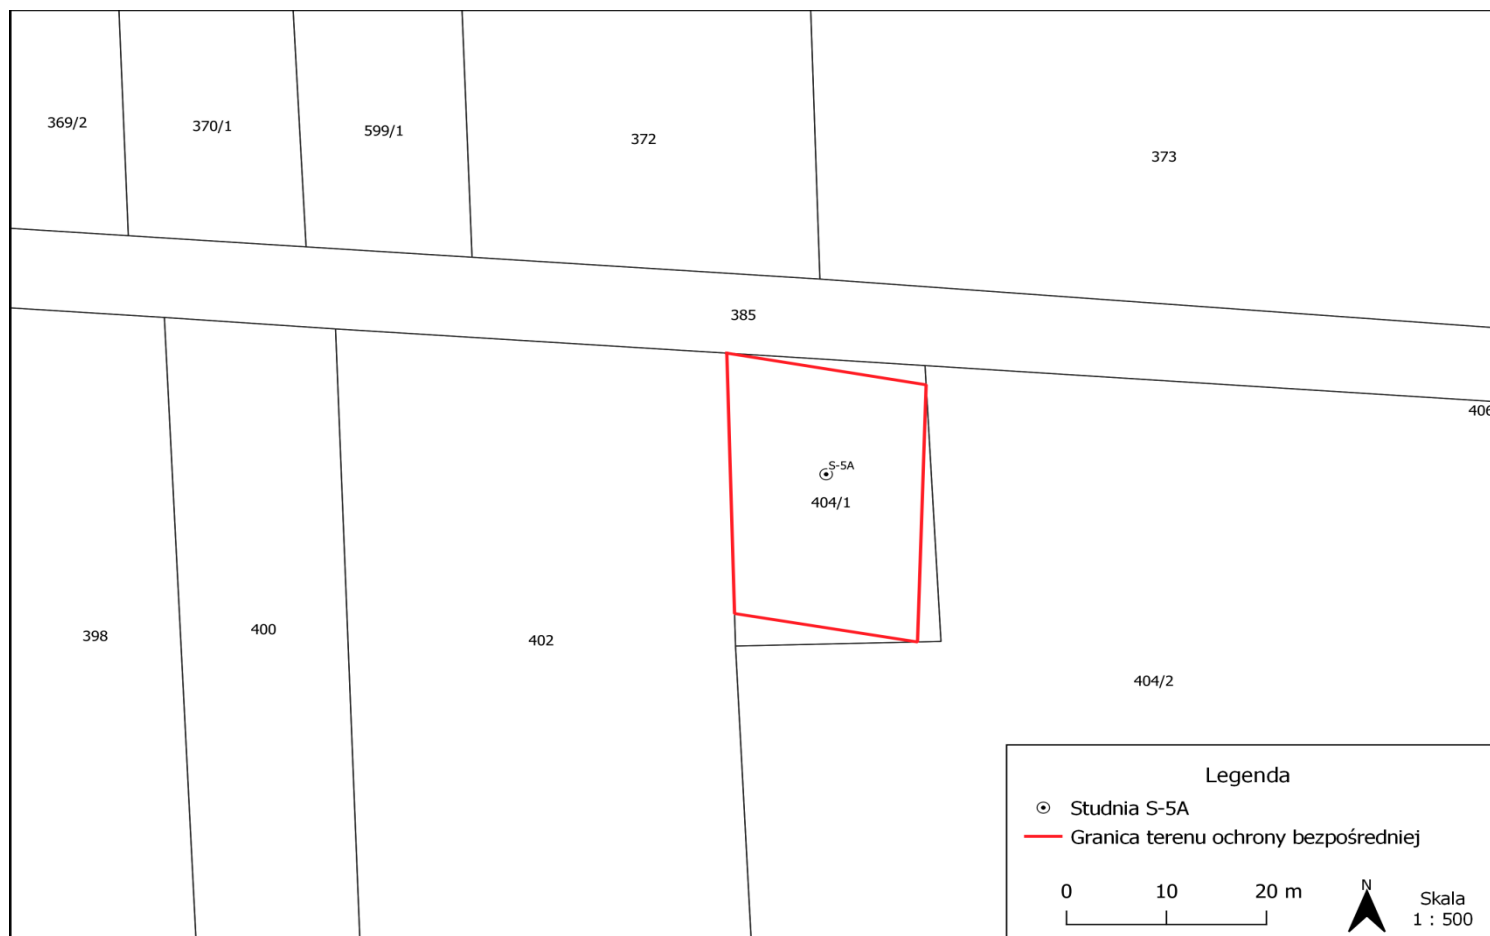 369/2
370/1
599/1
372
373
385
406
S-5A
404/1
398
400
402
404/2
Legenda
Studnia S-5A
Granica terenu ochrony bezpośredniej
0 10 20 m
N
Skala
1 : 500